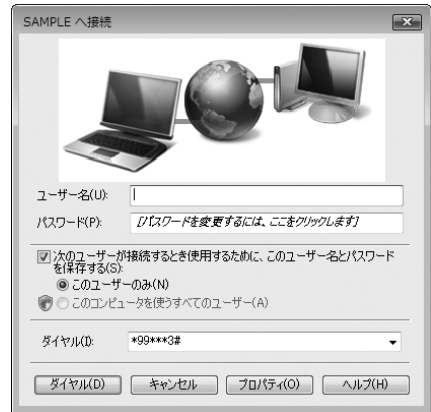 SAMPLE へ接続
ユーザー名(U):
パスワード(P): [パスワードを変更するには、ここをクリックします]
次のユーザーが接続するとき使用するために、このユーザー名とパスワード
を保存する(S):
このユーザーのみ(N)
このコンピュータを使うすべてのユーザー(A)
ダイヤル(I): *99***3#
ダイヤル(D) キャンセル プロパティ(O) ヘルプ(H)